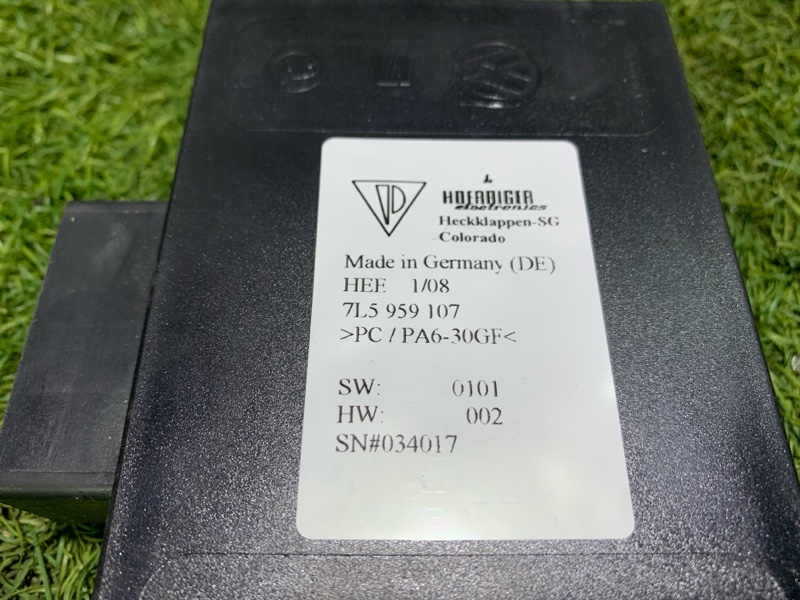 HOERBIGER
electronics
Heckklappen-SG
Colorado
Made in Germany (DE)
HEE 1/08
7L5 959 107
>PC / PA6-30GF<
SW: 0101
HW: 002
SN#034017